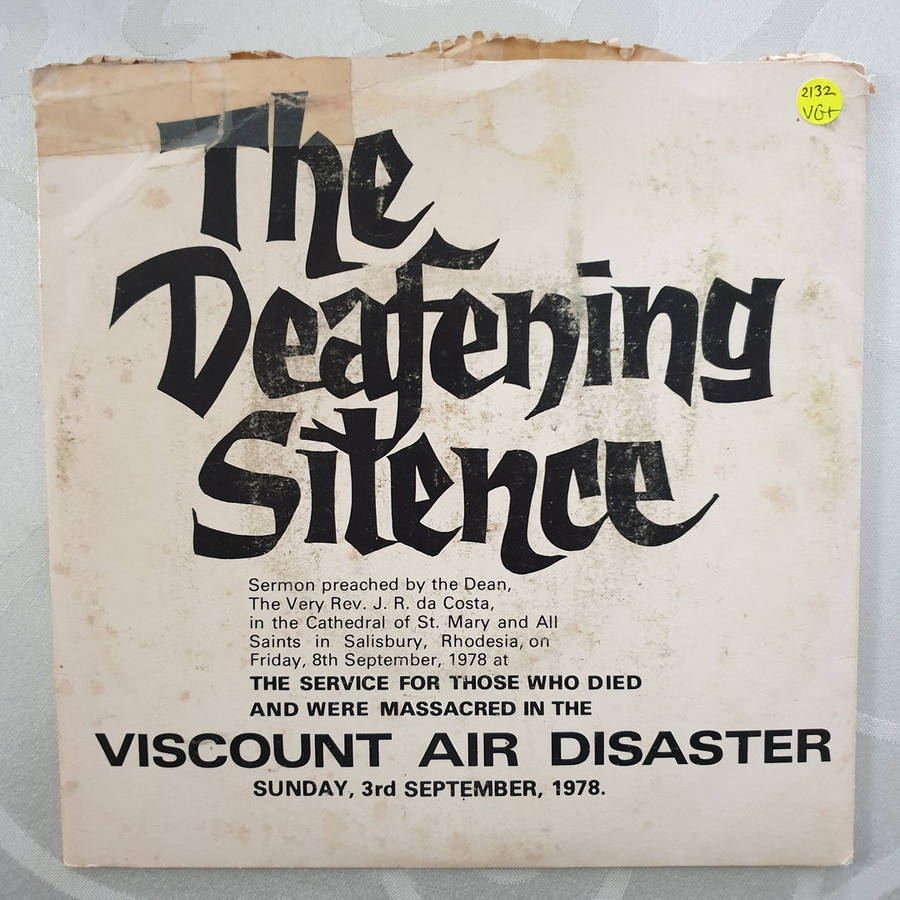 2132
VG+
The
Deafening
Silence
Sermon preached by the Dean,
The Very Rev. J. R. da Costa,
in the Cathedral of St. Mary and All
Saints in Salisbury, Rhodesia, on
Friday, 8th September, 1978 at
THE SERVICE FOR THOSE WHO DIED
AND WERE MASSACRED IN THE
VISCOUNT AIR DISASTER
SUNDAY, 3rd SEPTEMBER, 1978.